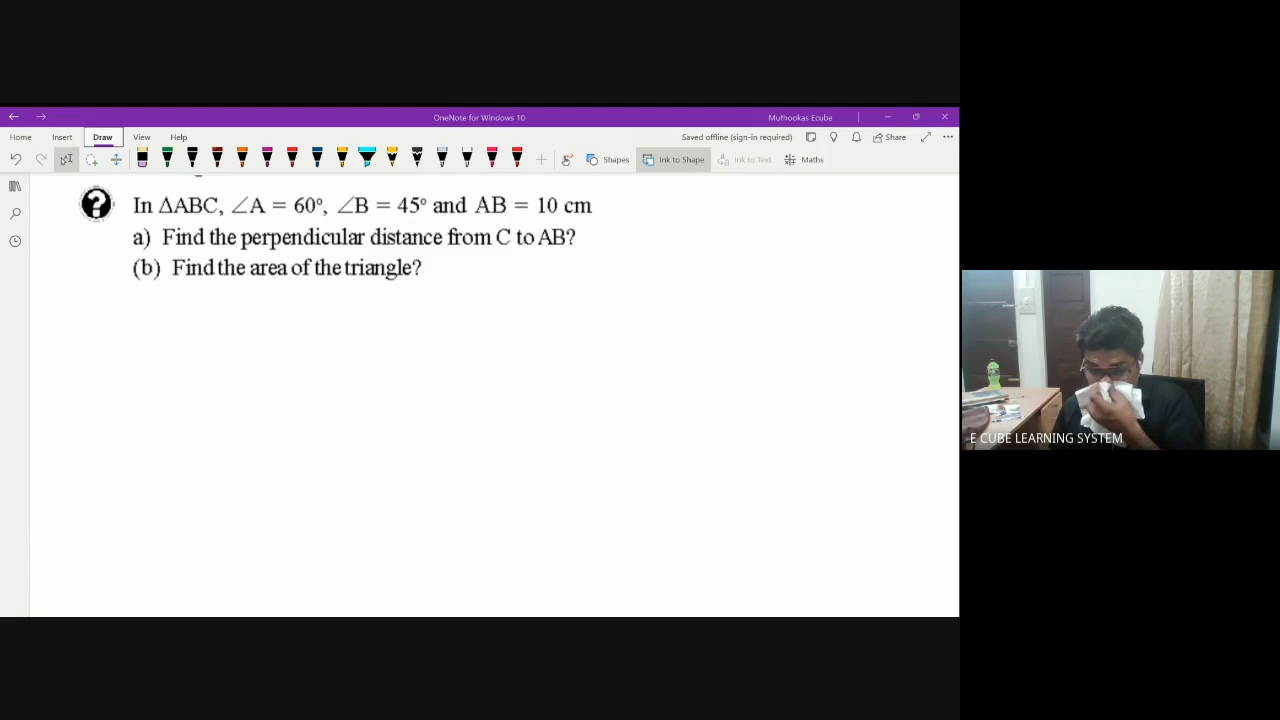 OneNote for Windows 10
Muthookas Ecube
Home Insert Draw View Help
Saved offline (sign-in required)
Share
Shapes
Ink to Shape
Ink to Text
Maths
In ΔABC, ∠A = 60°, ∠B = 45° and AB = 10 cm
a) Find the perpendicular distance from C to AB?
(b) Find the area of the triangle?
E CUBE LEARNING SYSTEM